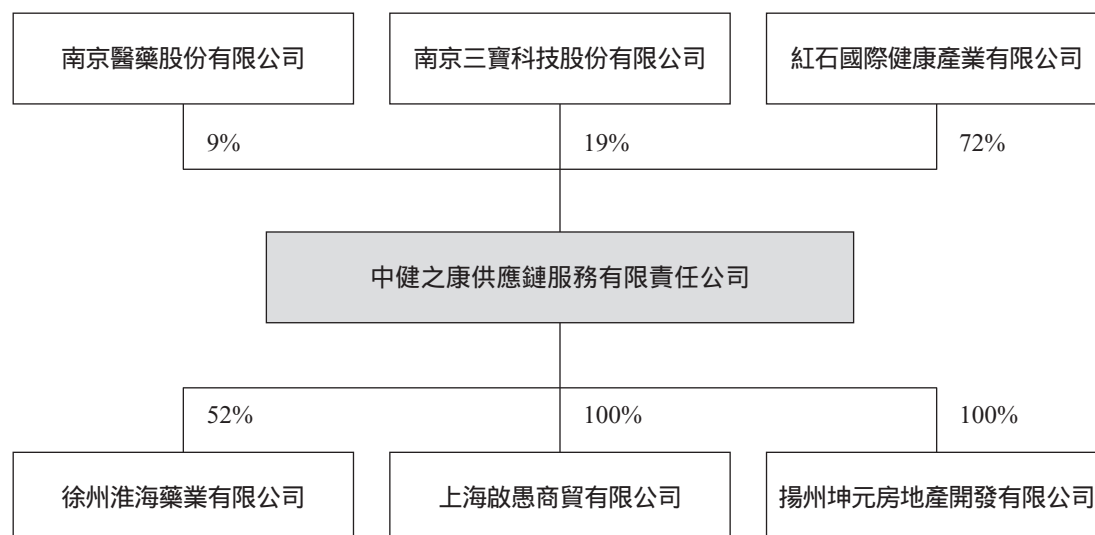 南京醫藥股份有限公司
南京三寶科技股份有限公司
紅石國際健康產業有限公司
9%
19%
72%
中健之康供應鏈服務有限責任公司
52%
100%
100%
徐州淮海藥業有限公司
上海啟愚商貿有限公司
揚州坤元房地產開發有限公司